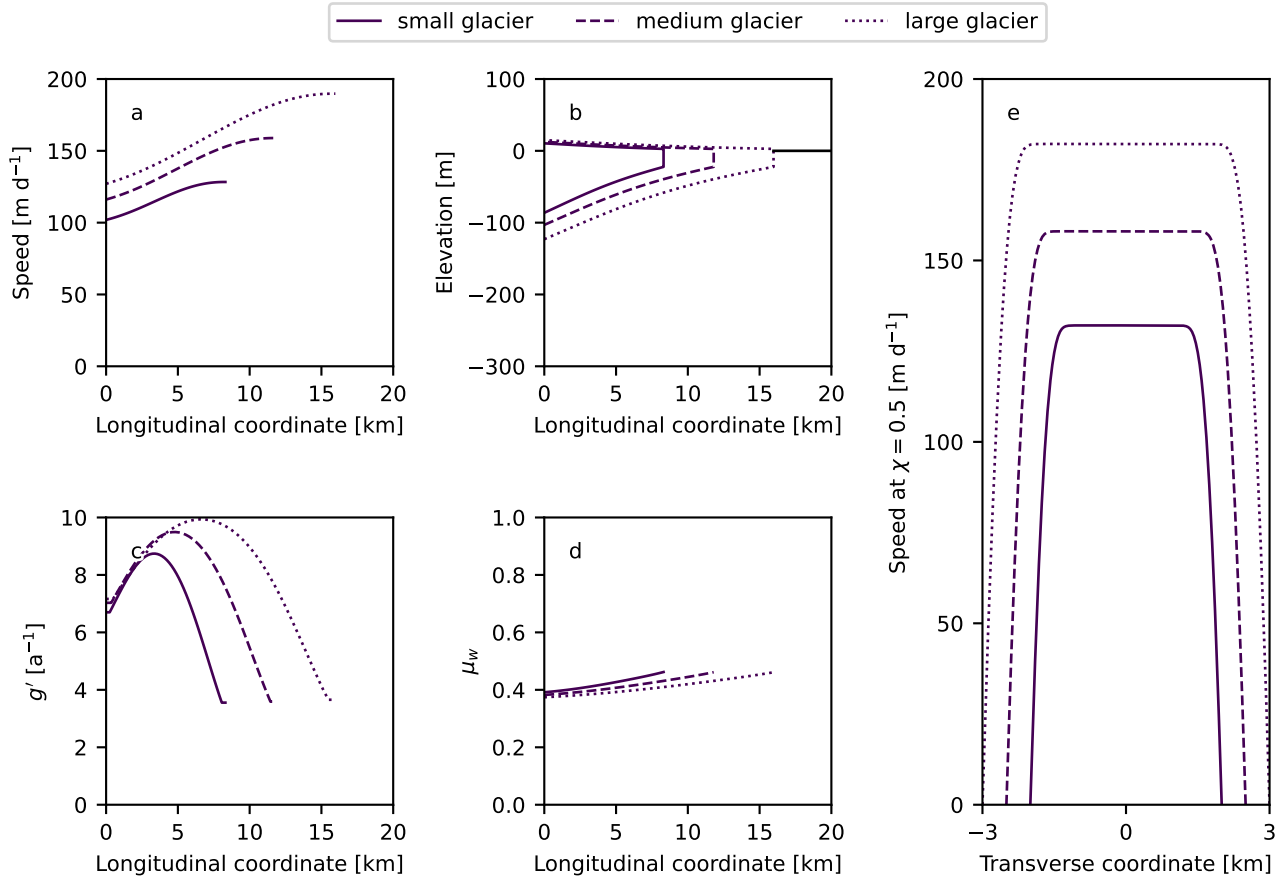 small glacier medium glacier large glacier
a
Speed [m d⁻¹]
200
150
100
50
0
0 5 10 15 20
Longitudinal coordinate [km]
b
Elevation [m]
100
0
−100
−200
−300
0 5 10 15 20
Longitudinal coordinate [km]
c
g′ [a⁻¹]
10
8
6
4
2
0
0 5 10 15 20
Longitudinal coordinate [km]
d
μw
1.0
0.8
0.6
0.4
0.2
0.0
0 5 10 15 20
Longitudinal coordinate [km]
e
Speed at χ = 0.5 [m d⁻¹]
200
150
100
50
0
−3 0 3
Transverse coordinate [km]